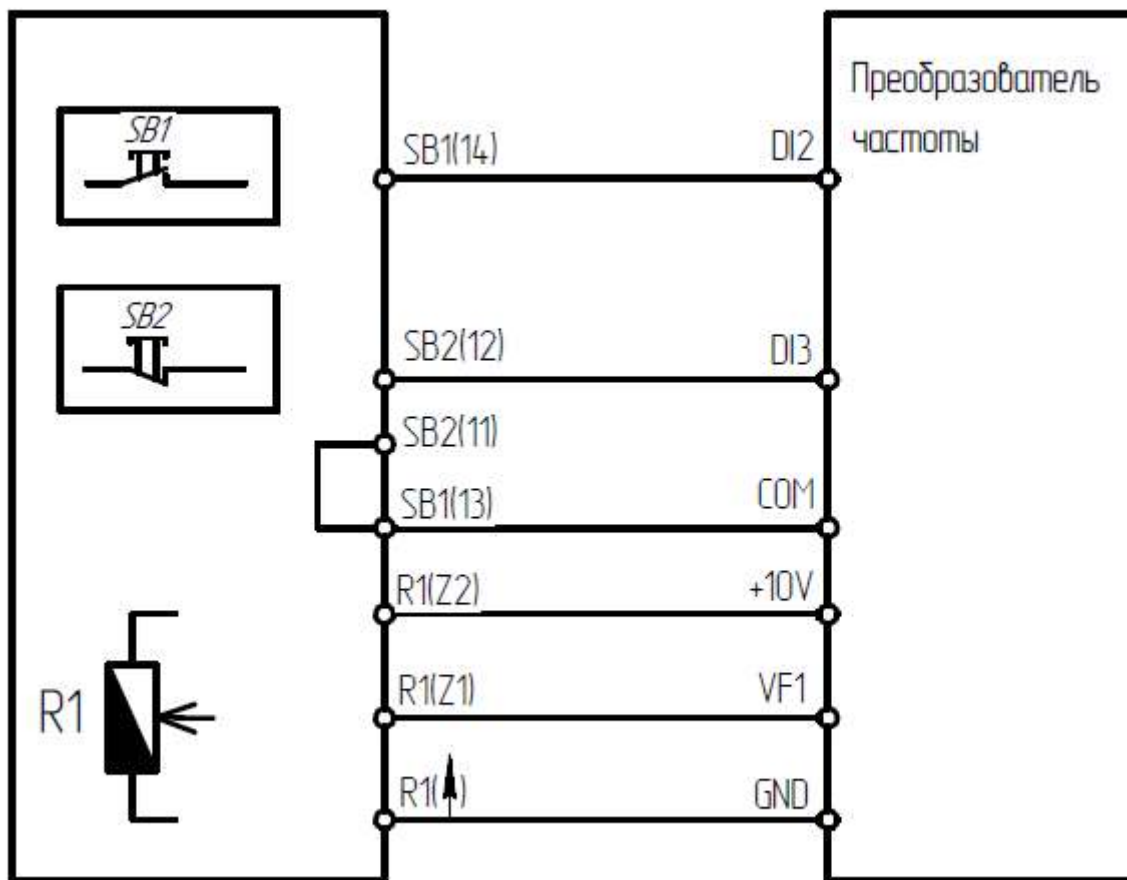 Преобразователь
частоты
SB1
SB1(14)
DI2
SB2
SB2(12)
DI3
SB2(11)
SB1(13)
COM
R1(Z2)
+10V
R1
R1(Z1)
VF1
R1( )
GND